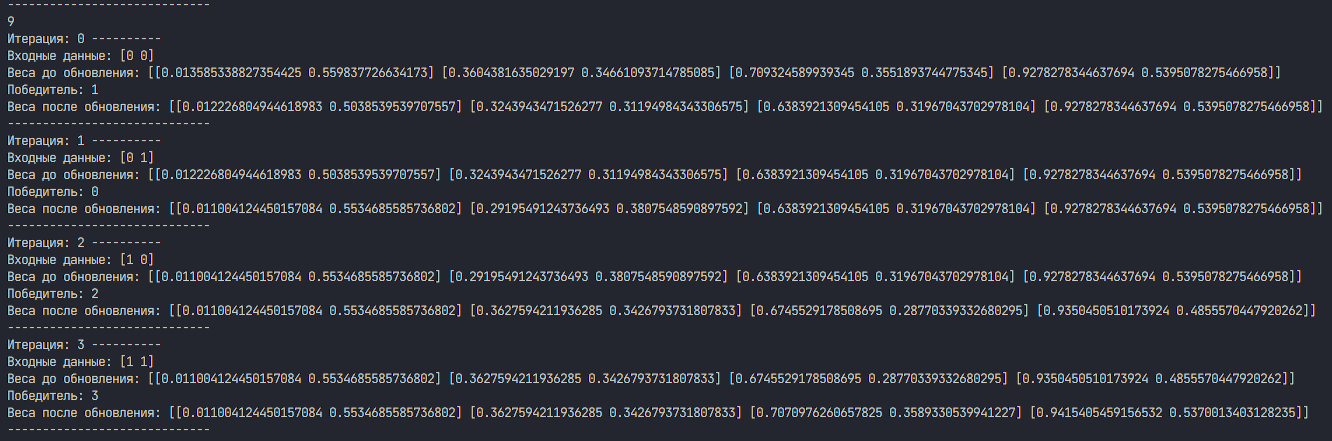 -----------------------------
9
Итерация: 0 ----------
Входные данные: [0 0]
Веса до обновления: [[0.013585338827354425 0.559837726634173] [0.3604381635029197 0.34661093714785085] [0.709324589939345 0.3551893744775345] [0.9278278344637694 0.5395078275466958]]
Победитель: 1
Веса после обновления: [[0.012226804944618983 0.5038539539707557] [0.3243943471526277 0.31194984343306575] [0.6383921309454105 0.31967043702978104] [0.9278278344637694 0.5395078275466958]]
-----------------------------
Итерация: 1 ----------
Входные данные: [0 1]
Веса до обновления: [[0.012226804944618983 0.5038539539707557] [0.3243943471526277 0.31194984343306575] [0.6383921309454105 0.31967043702978104] [0.9278278344637694 0.5395078275466958]]
Победитель: 0
Веса после обновления: [[0.011004124450157084 0.5534685585736802] [0.29195491243736493 0.3807548590897592] [0.6383921309454105 0.31967043702978104] [0.9278278344637694 0.5395078275466958]]
-----------------------------
Итерация: 2 ----------
Входные данные: [1 0]
Веса до обновления: [[0.011004124450157084 0.5534685585736802] [0.29195491243736493 0.3807548590897592] [0.6383921309454105 0.31967043702978104] [0.9278278344637694 0.5395078275466958]]
Победитель: 2
Веса после обновления: [[0.011004124450157084 0.5534685585736802] [0.3627594211936285 0.3426793731807833] [0.6745529178508695 0.28770339332680295] [0.9350450510173924 0.4855570447920262]]
-----------------------------
Итерация: 3 ----------
Входные данные: [1 1]
Веса до обновления: [[0.011004124450157084 0.5534685585736802] [0.3627594211936285 0.3426793731807833] [0.6745529178508695 0.28770339332680295] [0.9350450510173924 0.4855570447920262]]
Победитель: 3
Веса после обновления: [[0.011004124450157084 0.5534685585736802] [0.3627594211936285 0.3426793731807833] [0.7070976260657825 0.3589330539941227] [0.9415405459156532 0.5370013403128235]]
-----------------------------